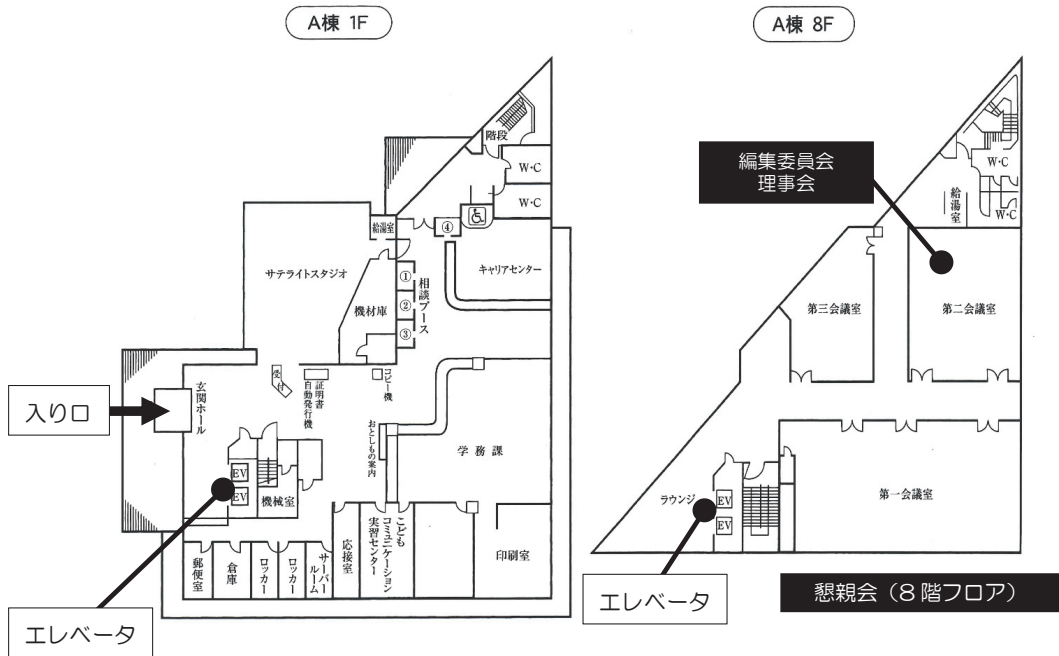 A棟 1F
階段
W·C
W·C
給湯室
④
サテライトスタジオ
キャリアセンター
①
②
③
相談ブース
機材庫
入り口
玄関ホール
受付
証明書
自動発行機
コピー機
おとしもの案内
学務課
EV
EV
機械室
郵便室
倉庫
ロッカー
ロッカー
サーバー
ルーム
応接室
こども
コミュニケーション
実習センター
印刷室
エレベータ
A棟 8F
編集委員会
理事会
W·C
給湯室
W·C
第三会議室
第二会議室
ラウンジ
EV
EV
第一会議室
エレベータ
懇親会（8 階フロア）